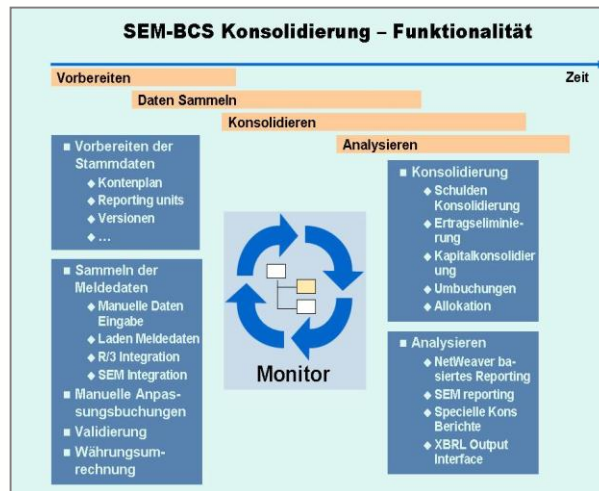 SEM-BCS Konsolidierung – Funktionalität
Vorbereiten
Zeit
Daten Sammeln
Konsolidieren
Analysieren
Vorbereiten der
Stammdaten
Kontenplan
Reporting units
Versionen
...
Sammeln der
Meldedaten
Manuelle Daten
Eingabe
Laden Meldedaten
R/3 Integration
SEM Integration
Manuelle Anpas-
sungsbuchungen
Validierung
Währungsum-
rechnung
Monitor
Konsolidierung
Schulden
Konsolidierung
Ertragseliminie-
rung
Kapitalkonsolidier
ung
Umbuchungen
Allokation
Analysieren
NetWeaver ba-
siertes Reporting
SEM reporting
Specielle Kons
Berichte
XBRL Output
Interface